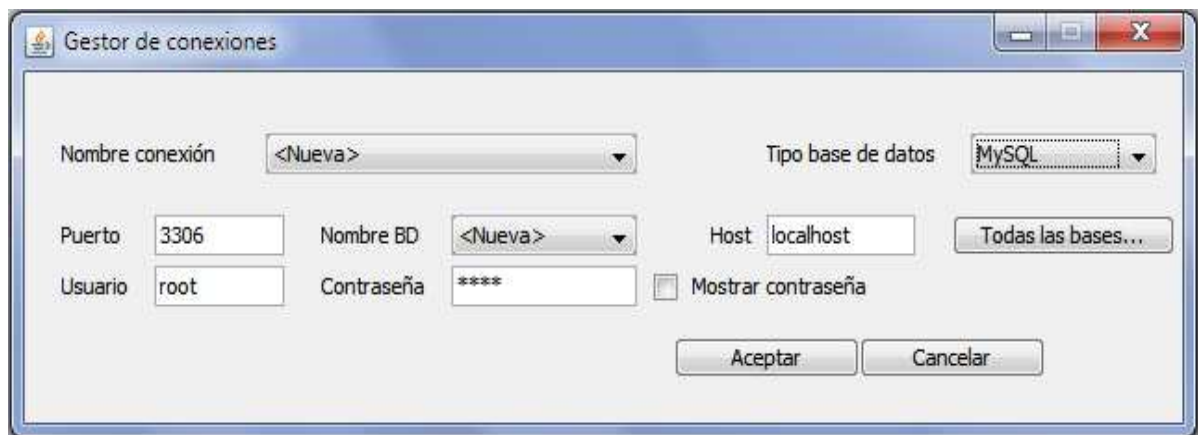 Gestor de conexiones
Nombre conexión <Nueva> Tipo base de datos MySQL
Puerto 3306 Nombre BD <Nueva> Host localhost Todas las bases...
Usuario root Contraseña **** Mostrar contraseña
Aceptar Cancelar